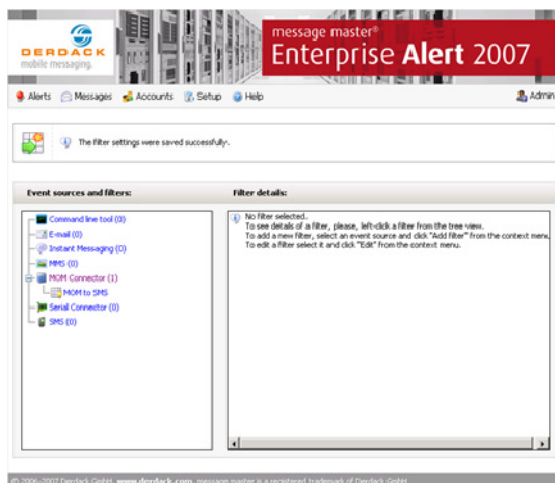 DERDACK
mobile messaging.
message master®
Enterprise Alert 2007
Alerts Messages Accounts Setup Help Admin
The filter settings were saved successfully.
Event sources and filters: Filter details:
Command line tool (0)
E-mail (0)
Instant Messaging (0)
MMS (0)
MOM Connector (1)
MOM to SMS
Serial Connector (0)
SMS (0)
No filter selected.
To see details of a filter, please, left-click a filter from the tree view.
To add a new filter, select an event source and click "Add filter" from the context menu.
To edit a filter select it and click "Edit" from the context menu.
© 2006-2007 Derdack GmbH, www.derdack.com, message master is a registered trademark of Derdack GmbH